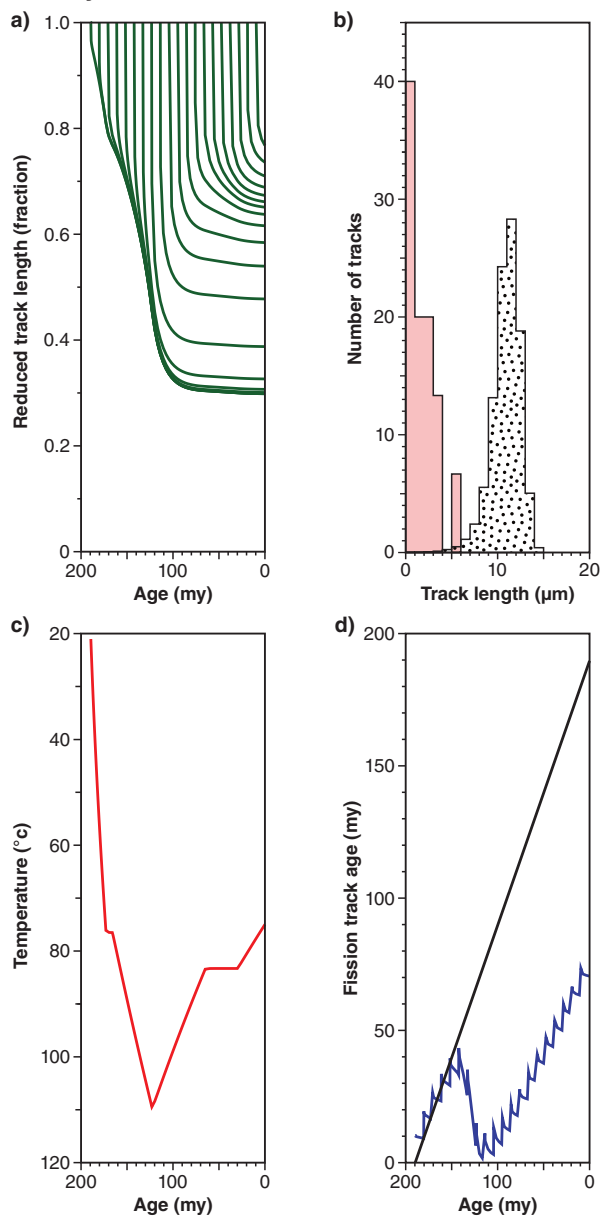 a)
1.0
0.8
0.6
0.4
0.2
0
Reduced track length (fraction)
200
100
0
Age (my)
b)
40
30
20
10
0
Number of tracks
0
10
20
Track length (µm)
c)
20
40
60
80
100
120
Temperature (°c)
200
100
0
Age (my)
d)
200
150
100
50
0
Fission track age (my)
200
100
0
Age (my)